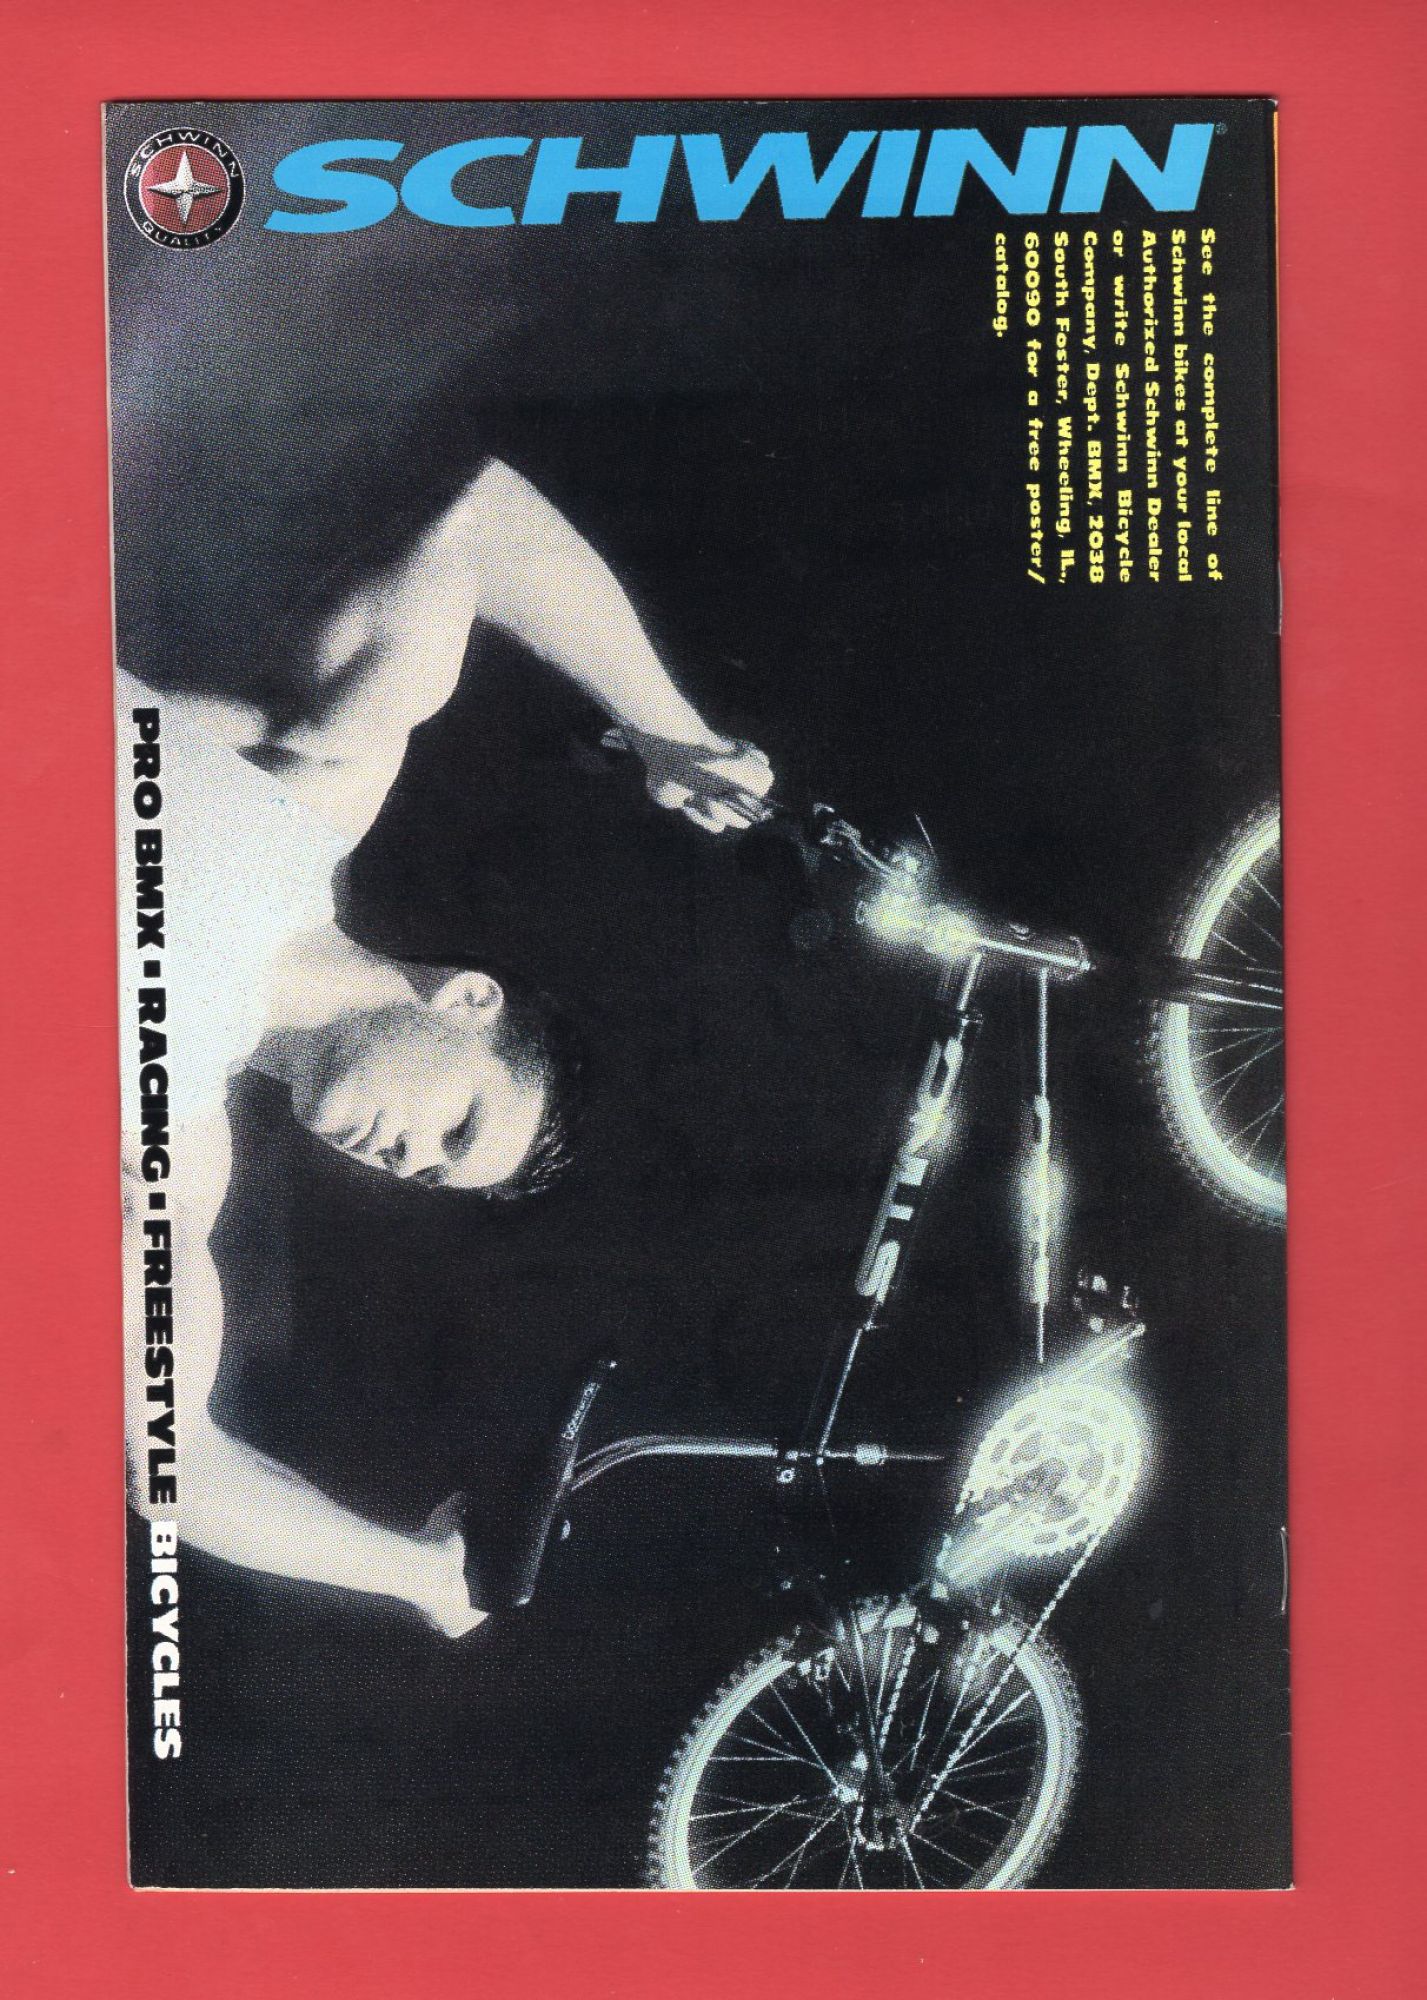 SCHWINN
QUALITY
SCHWINN®
See the complete line of
Schwinn bikes at your local
Authorized Schwinn Dealer
or write Schwinn Bicycle
Company, Dept. BMX, 2038
South Foster, Wheeling, IL.,
60090 for a free poster/
catalog.
PRO BMX • RACING • FREESTYLE BICYCLES